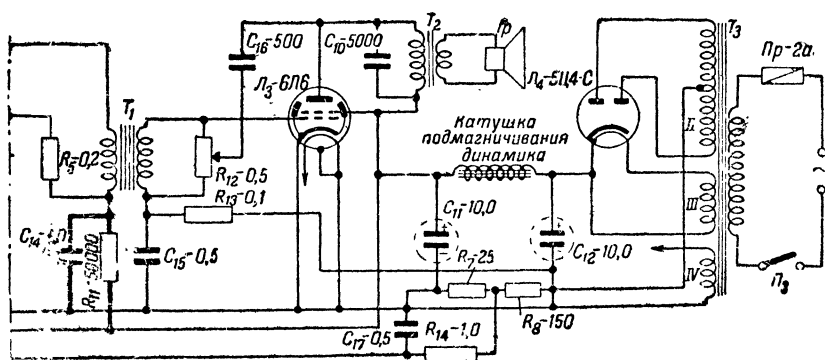 C16-500
C10-5000
T2
Гр
Л4-5Ц4-С
T3
Пр-2а
Л3-6Л6
T1
R5-0,2
R12-0,5
R13-0,1
Катушка
подмагничивания
динамика
II
III
IV
C11-10,0
C12-10,0
C15-0,5
R7-25
R8-150
П3
C17-0,5
R14-1,0